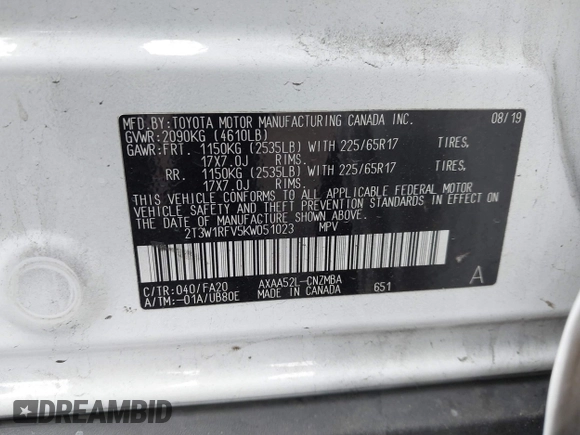 MFD.BY:TOYOTA MOTOR MANUFACTURING CANADA INC. 08/19
GVWR:2090KG (4610LB)
GAWR:FRT. 1150KG (2535LB) WITH 225/65R17 TIRES,
17X7.0J RIMS.
RR. 1150KG (2535LB) WITH 225/65R17 TIRES,
17X7.0J RIMS.
THIS VEHICLE CONFORMS TO ALL APPLICABLE FEDERAL MOTOR
VEHICLE SAFETY AND THEFT PREVENTION STANDARDS IN EFFECT ON
THE DATE OF MANUFACTURE SHOWN ABOVE.
2T3W1RFV5KW051023 MPV
C/TR:040/FA20 AXAA52L-CNZMBA 651 A
A/TM:-01A/UB80E MADE IN CANADA
DREAMBID